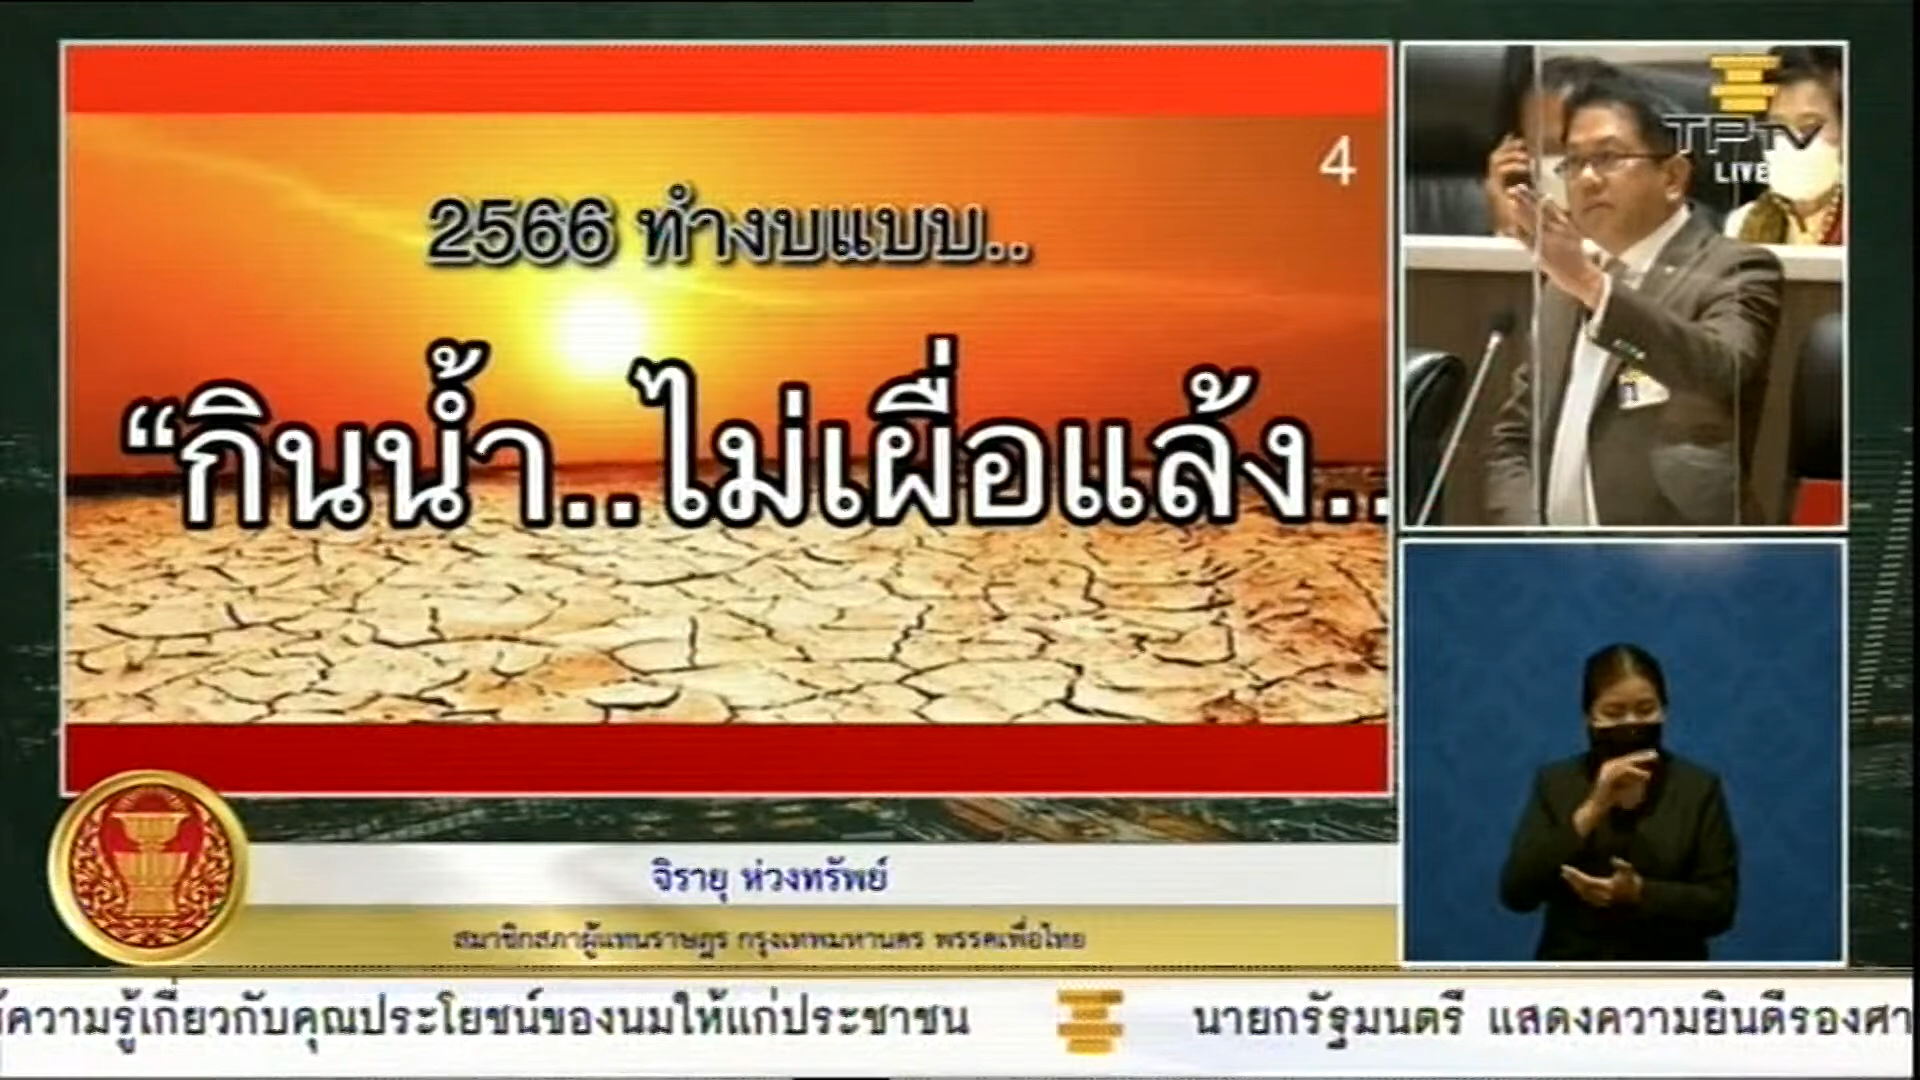 4
2566 ทำงบแบบ..
“กินน้ำ..ไม่เผื่อแล้ง..
TPTV
LIVE
จิรายุ ห่วงทรัพย์
สมาชิกสภาผู้แทนราษฎร กรุงเทพมหานคร พรรคเพื่อไทย
ความรู้เกี่ยวกับคุณประโยชน์ของนมให้แก่ประชาชน
นายกรัฐมนตรี แสดงความยินดีรองศา